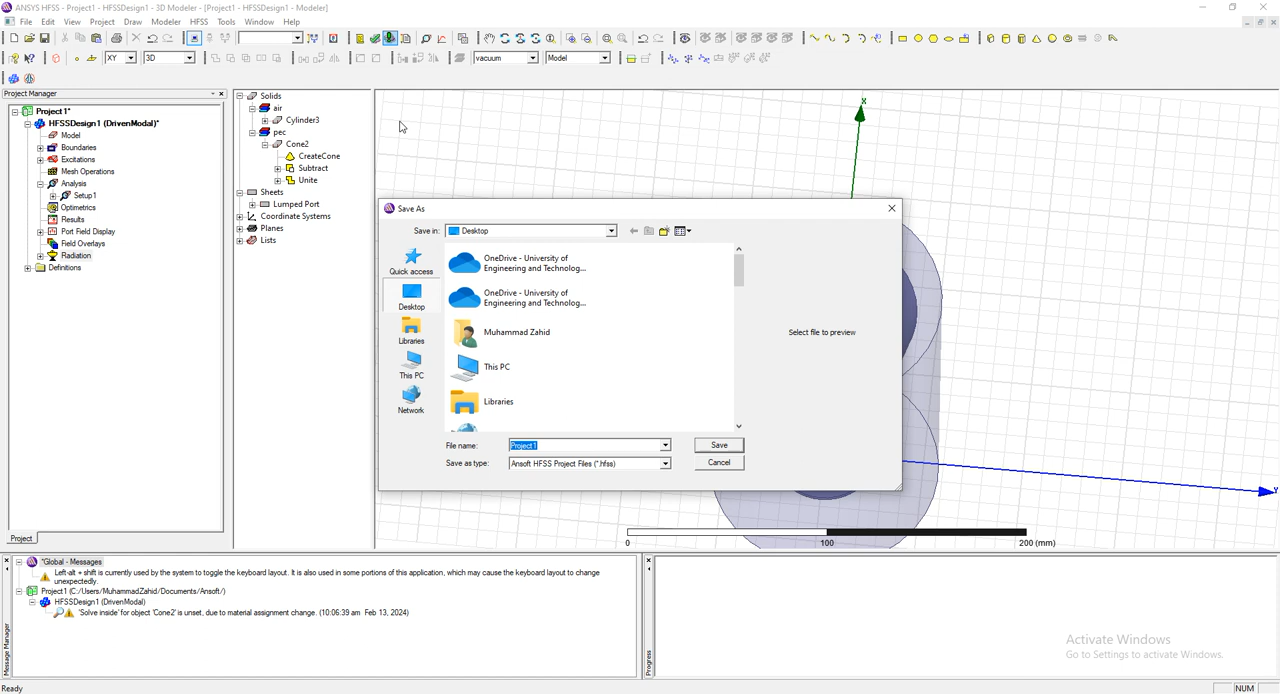 ANSYS HFSS - Project1 - HFSSDesign1 - 3D Modeler - [Project1 - HFSSDesign1 - Modeler]
File Edit View Project Draw Modeler HFSS Tools Window Help
XY 3D vacuum Model
Project Manager
Project1*
HFSSDesign1 (DrivenModal)*
Model
Boundaries
Excitations
Mesh Operations
Analysis
Setup1
Optimetrics
Results
Port Field Display
Field Overlays
Radiation
Definitions
Project
Solids
air
Cylinder3
pec
Cone2
CreateCone
Subtract
Unite
Sheets
Lumped Port
Coordinate Systems
Planes
Lists
X
Save As
Save in: Desktop
Quick access
Desktop
Libraries
This PC
Network
OneDrive - University of
Engineering and Technolog...
OneDrive - University of
Engineering and Technolog...
Muhammad Zahid
This PC
Libraries
Select file to preview
File name: Project1
Save
Save as type: Ansoft HFSS Project Files (*.hfss)
Cancel
Y
0 100 200 (mm)
*Global - Messages
Left-alt + shift is currently used by the system to toggle the keyboard layout. It is also used in some portions of this application, which may cause the keyboard layout to change
unexpectedly.
Project1 (C:/Users/MuhammadZahid/Documents/Ansoft/)
HFSSDesign1 (DrivenModal)
'Solve inside' for object 'Cone2' is unset, due to material assignment change. (10:06:39 am Feb 13, 2024)
Message Manager
Progress
Activate Windows
Go to Settings to activate Windows.
Ready
NUM